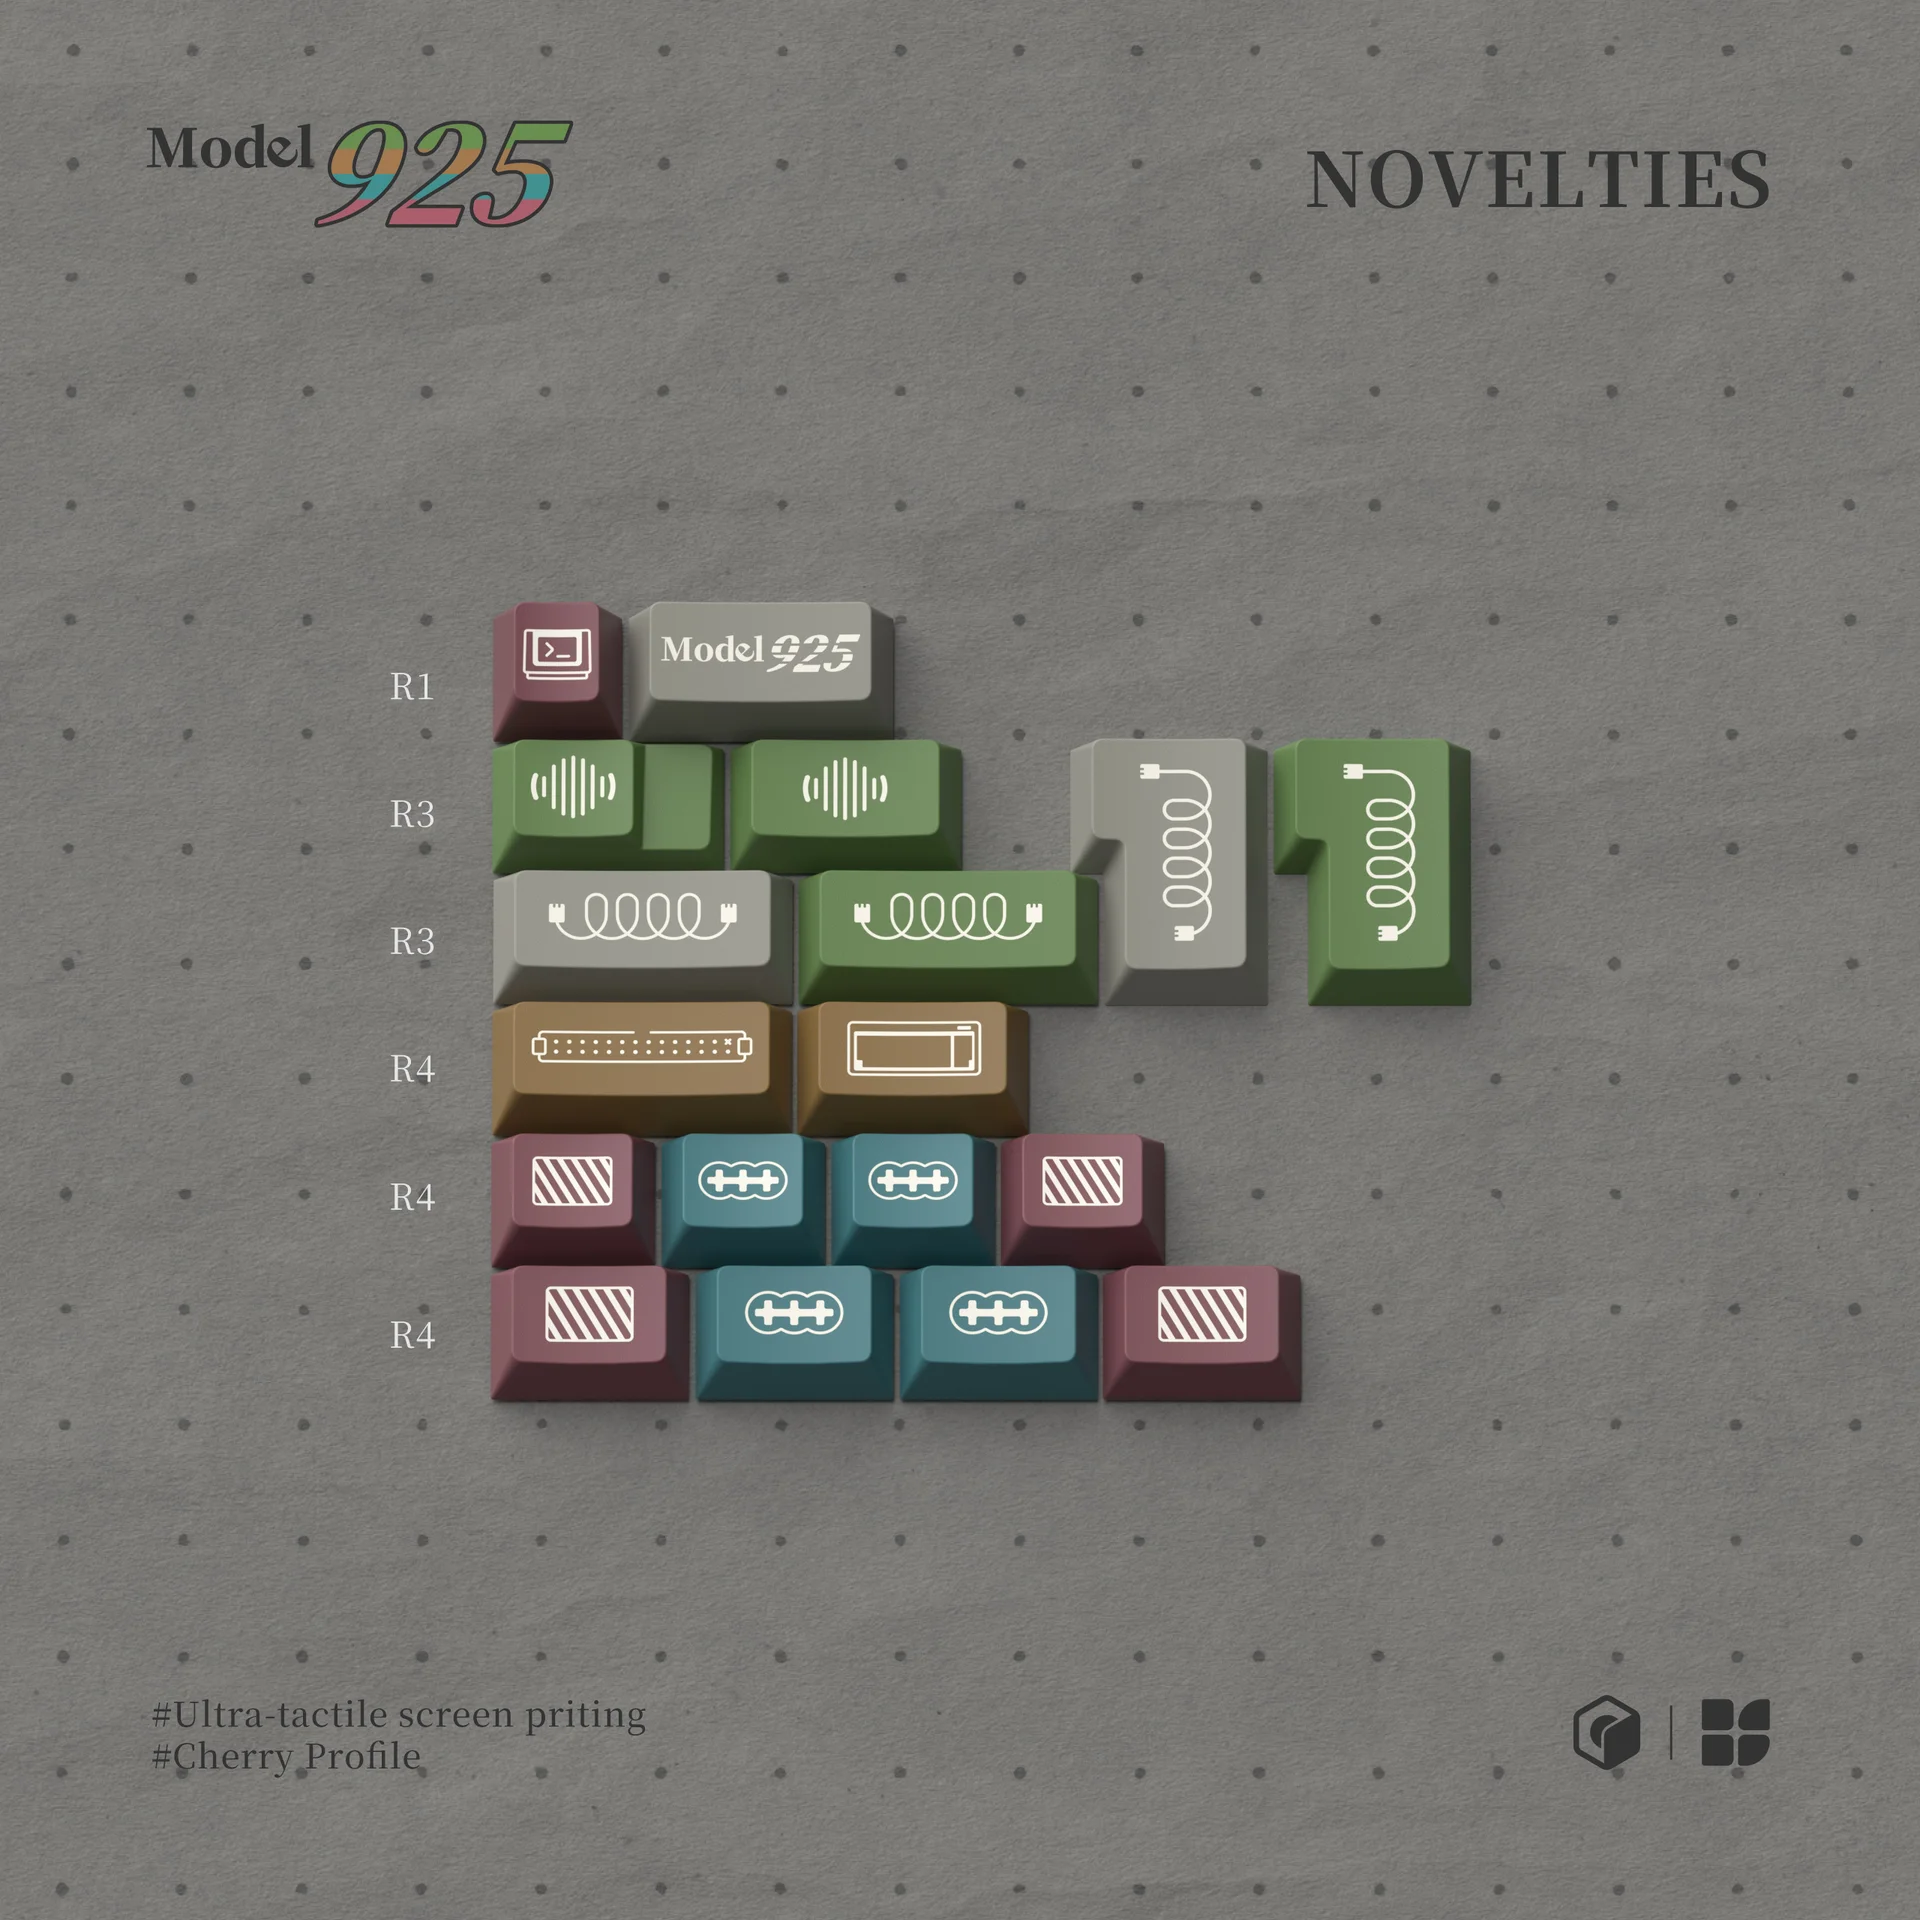 Model 925
NOVELTIES
R1
Model 925
R3
R3
R4
R4
R4
#Ultra-tactile screen priting
#Cherry Profile